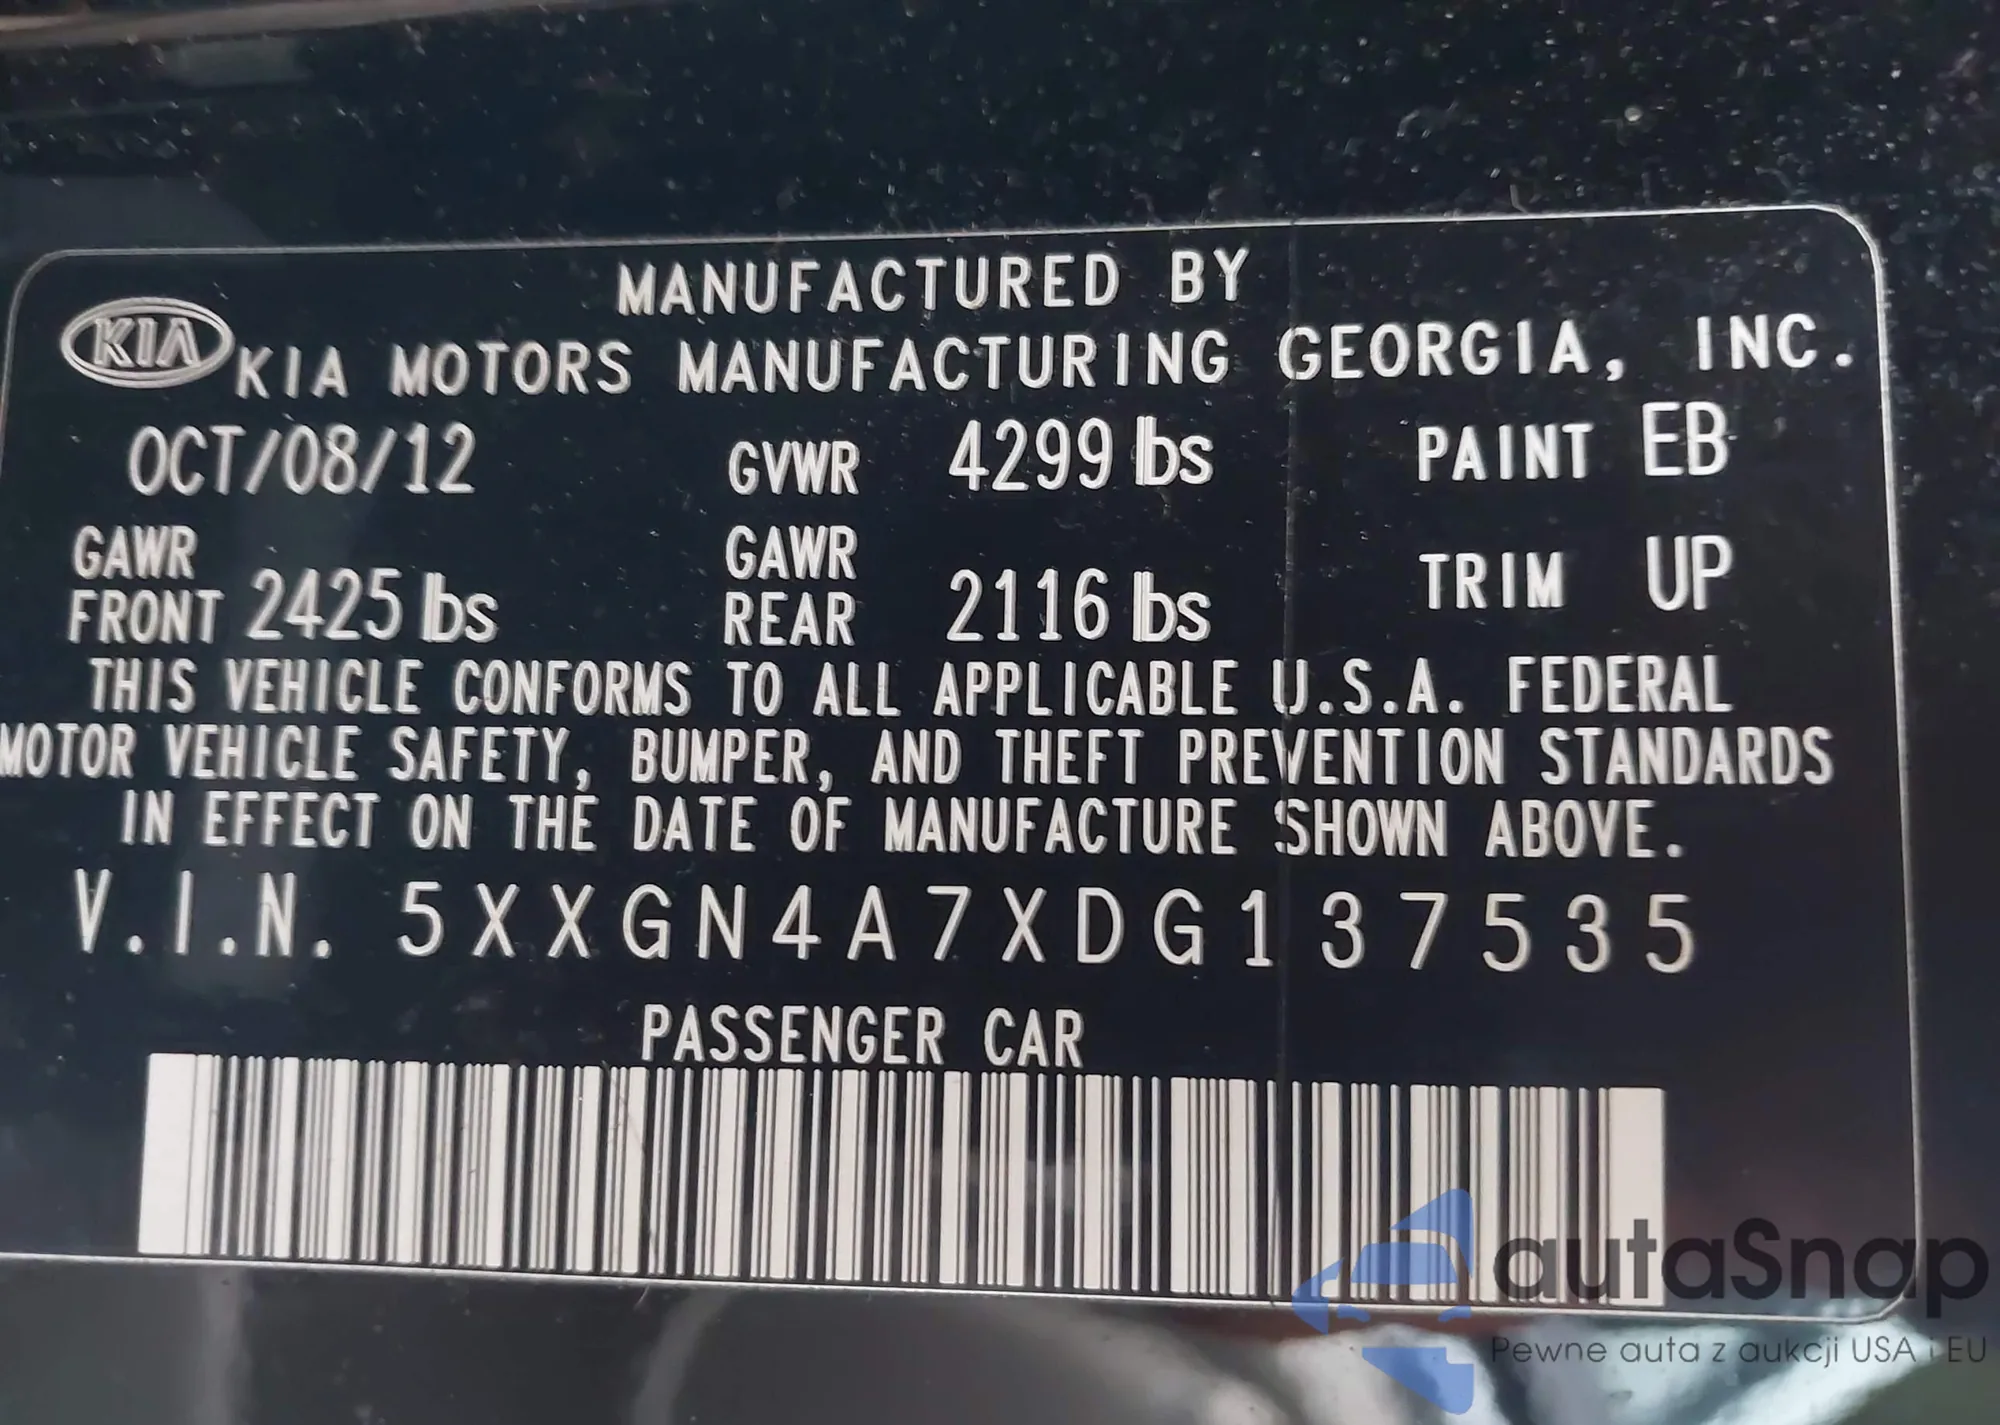 MANUFACTURED BY
KIA KIA MOTORS MANUFACTURING GEORGIA, INC.
OCT/08/12 GVWR 4299 lbs PAINT EB
GAWR FRONT 2425 lbs GAWR REAR 2116 lbs TRIM UP
THIS VEHICLE CONFORMS TO ALL APPLICABLE U.S.A. FEDERAL
MOTOR VEHICLE SAFETY, BUMPER, AND THEFT PREVENTION STANDARDS
IN EFFECT ON THE DATE OF MANUFACTURE SHOWN ABOVE.
V.I.N. 5XXGN4A7XDG137535
PASSENGER CAR
autaSnap
Pewne auta z aukcji USA i EU